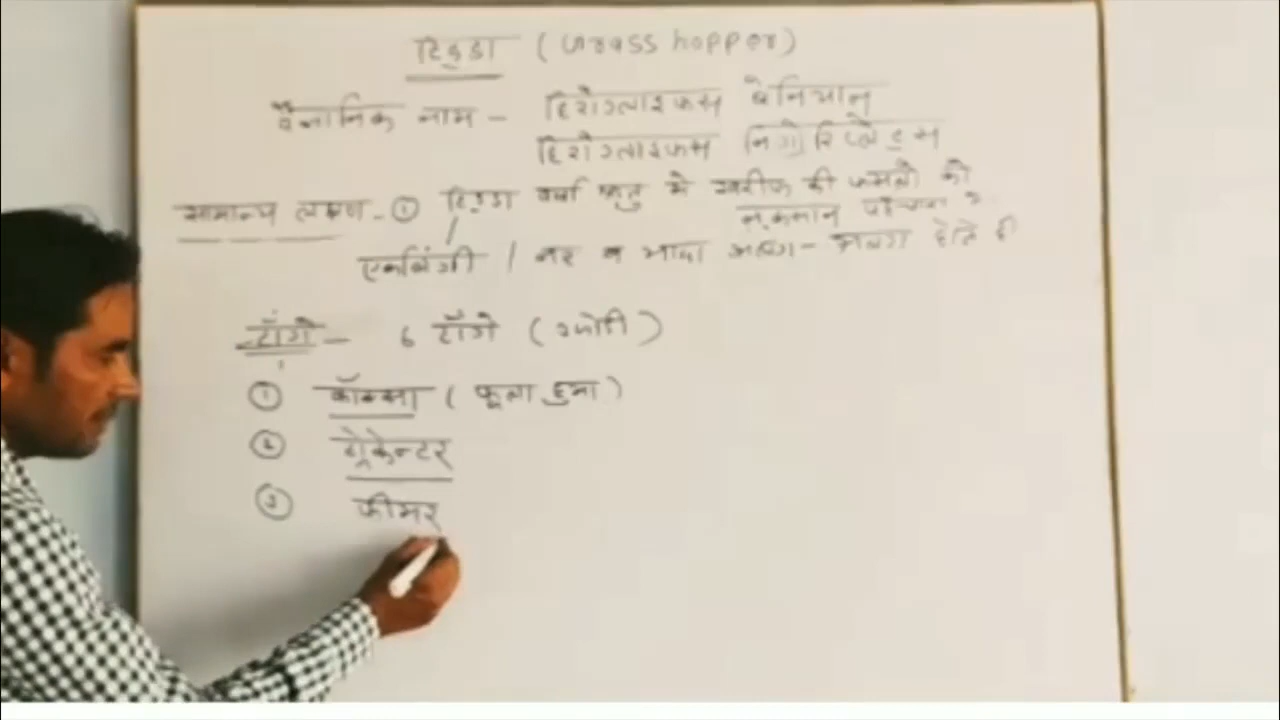 टिड्डा (Grass hopper)
वैज्ञानिक नाम - हिरोग्लाइफस बेनियान
हिरोग्लाइफस निग्रोरिप्लेटस
सामान्य लक्षण - ① टिड्डा वर्षा ऋतु मे खरीफ की फसलो को
नुकसान पहुँचाता है
एकलिंगी / नर व मादा अलग - अलग होते है
टाँगे - 6 टाँगे (3 जोडी)
① कॉक्सा (फूला हुआ)
② ट्रोकेन्टर
③ फीमर